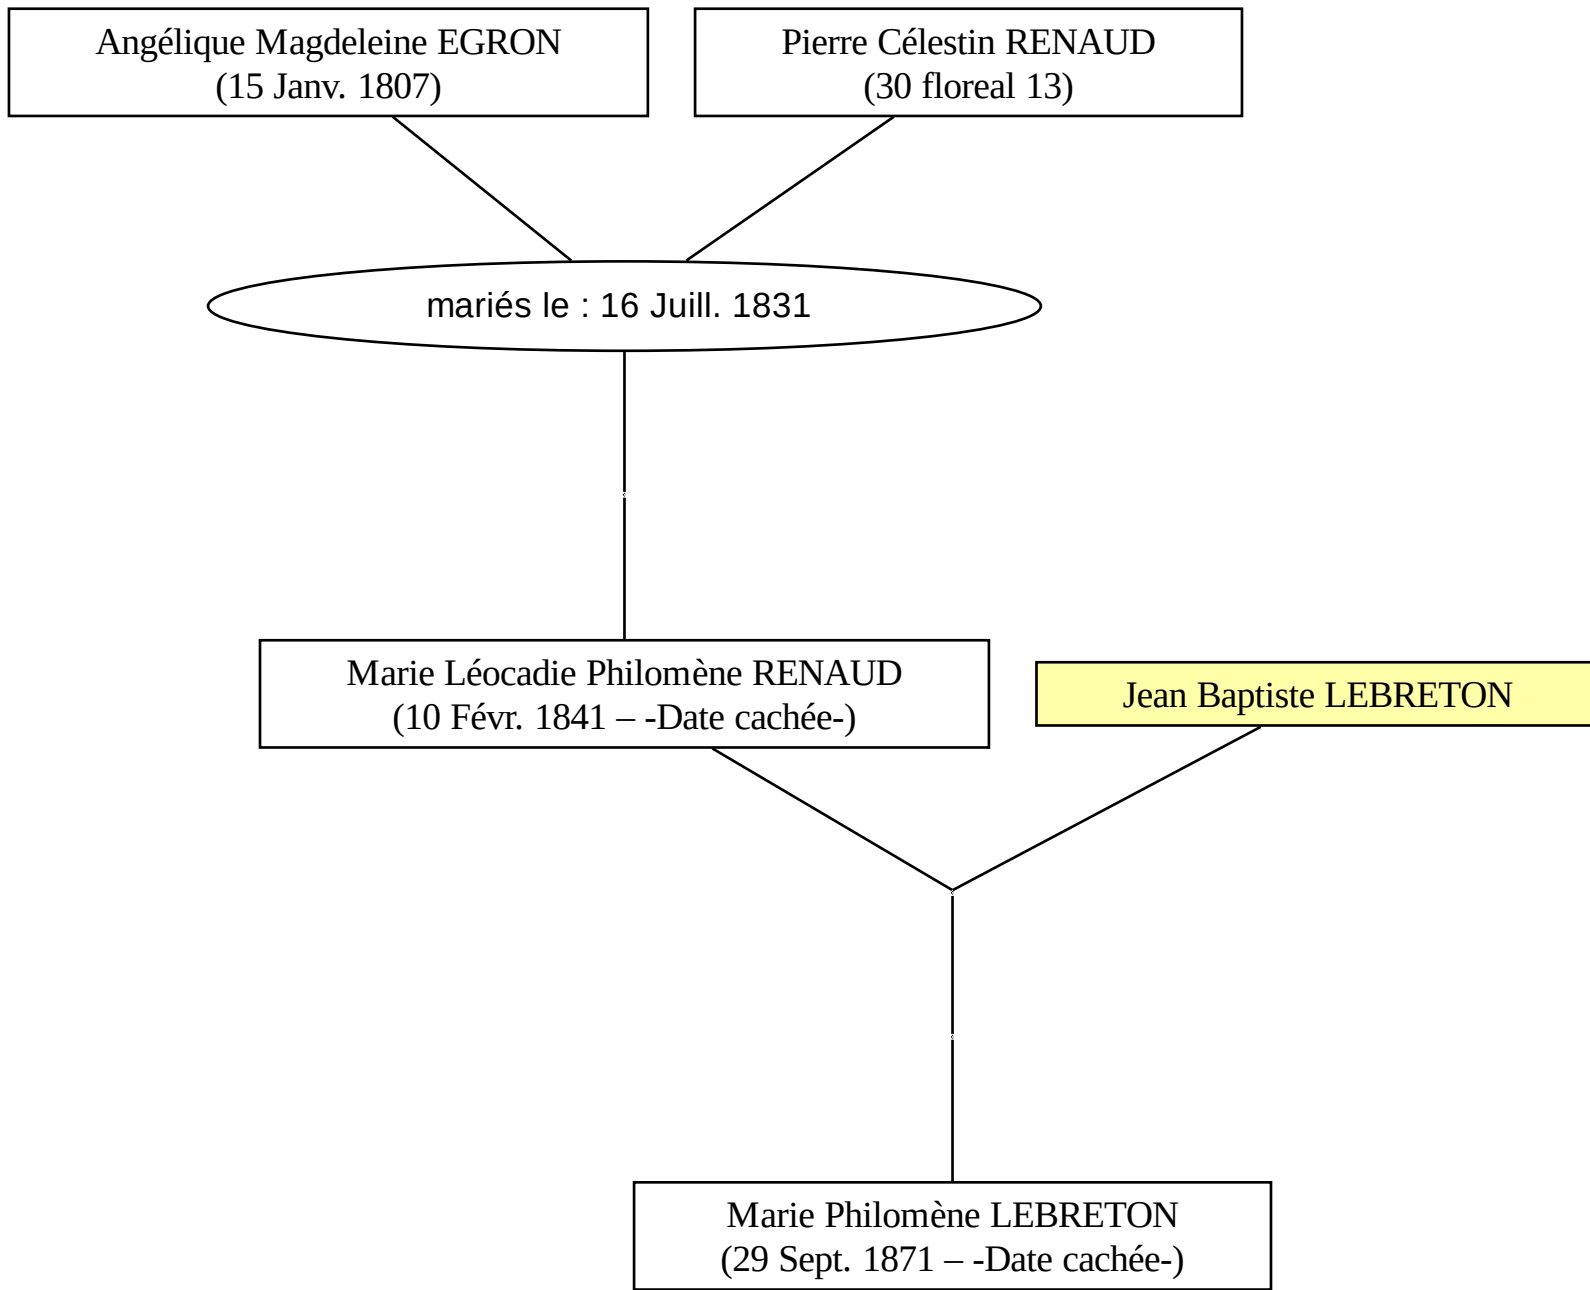 Angélique Magdeleine EGRON
(15 Janv. 1807)
Pierre Célestin RENAUD
(30 floreal 13)
mariés le : 16 Juill. 1831
Marie Léocadie Philomène RENAUD
(10 Févr. 1841 – -Date cachée-)
Jean Baptiste LEBRETON
Marie Philomène LEBRETON
(29 Sept. 1871 – -Date cachée-)